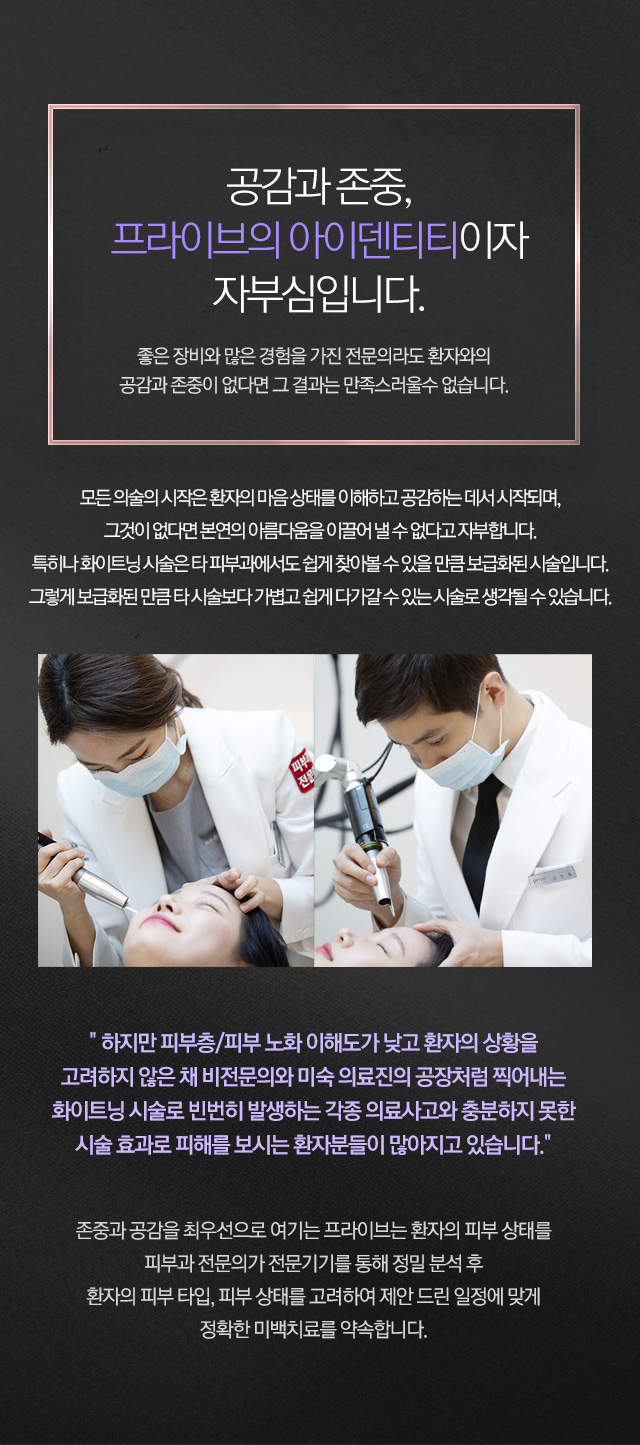 공감과 존중,
프라이브의 아이덴티티이자
자부심입니다.
좋은 장비와 많은 경험을 가진 전문의라도 환자와의
공감과 존중이 없다면 그 결과는 만족스러울수 없습니다.
모든 의술의 시작은 환자의 마음 상태를 이해하고 공감하는 데서 시작되며,
그것이 없다면 본연의 아름다움을 이끌어 낼 수 없다고 자부합니다.
특히나 화이트닝 시술은 타 피부과에서도 쉽게 찾아볼 수 있을 만큼 보급화된 시술입니다.
그렇게 보급화된 만큼 타 시술보다 가볍고 쉽게 다가갈 수 있는 시술로 생각될 수 있습니다.
피부
전문
" 하지만 피부층/피부 노화 이해도가 낮고 환자의 상황을
고려하지 않은 채 비전문의와 미숙 의료진의 공장처럼 찍어내는
화이트닝 시술로 빈번히 발생하는 각종 의료사고와 충분하지 못한
시술 효과로 피해를 보시는 환자분들이 많아지고 있습니다."
존중과 공감을 최우선으로 여기는 프라이브는 환자의 피부 상태를
피부과 전문의가 전문기기를 통해 정밀 분석 후
환자의 피부 타입, 피부 상태를 고려하여 제안 드린 일정에 맞게
정확한 미백치료를 약속합니다.